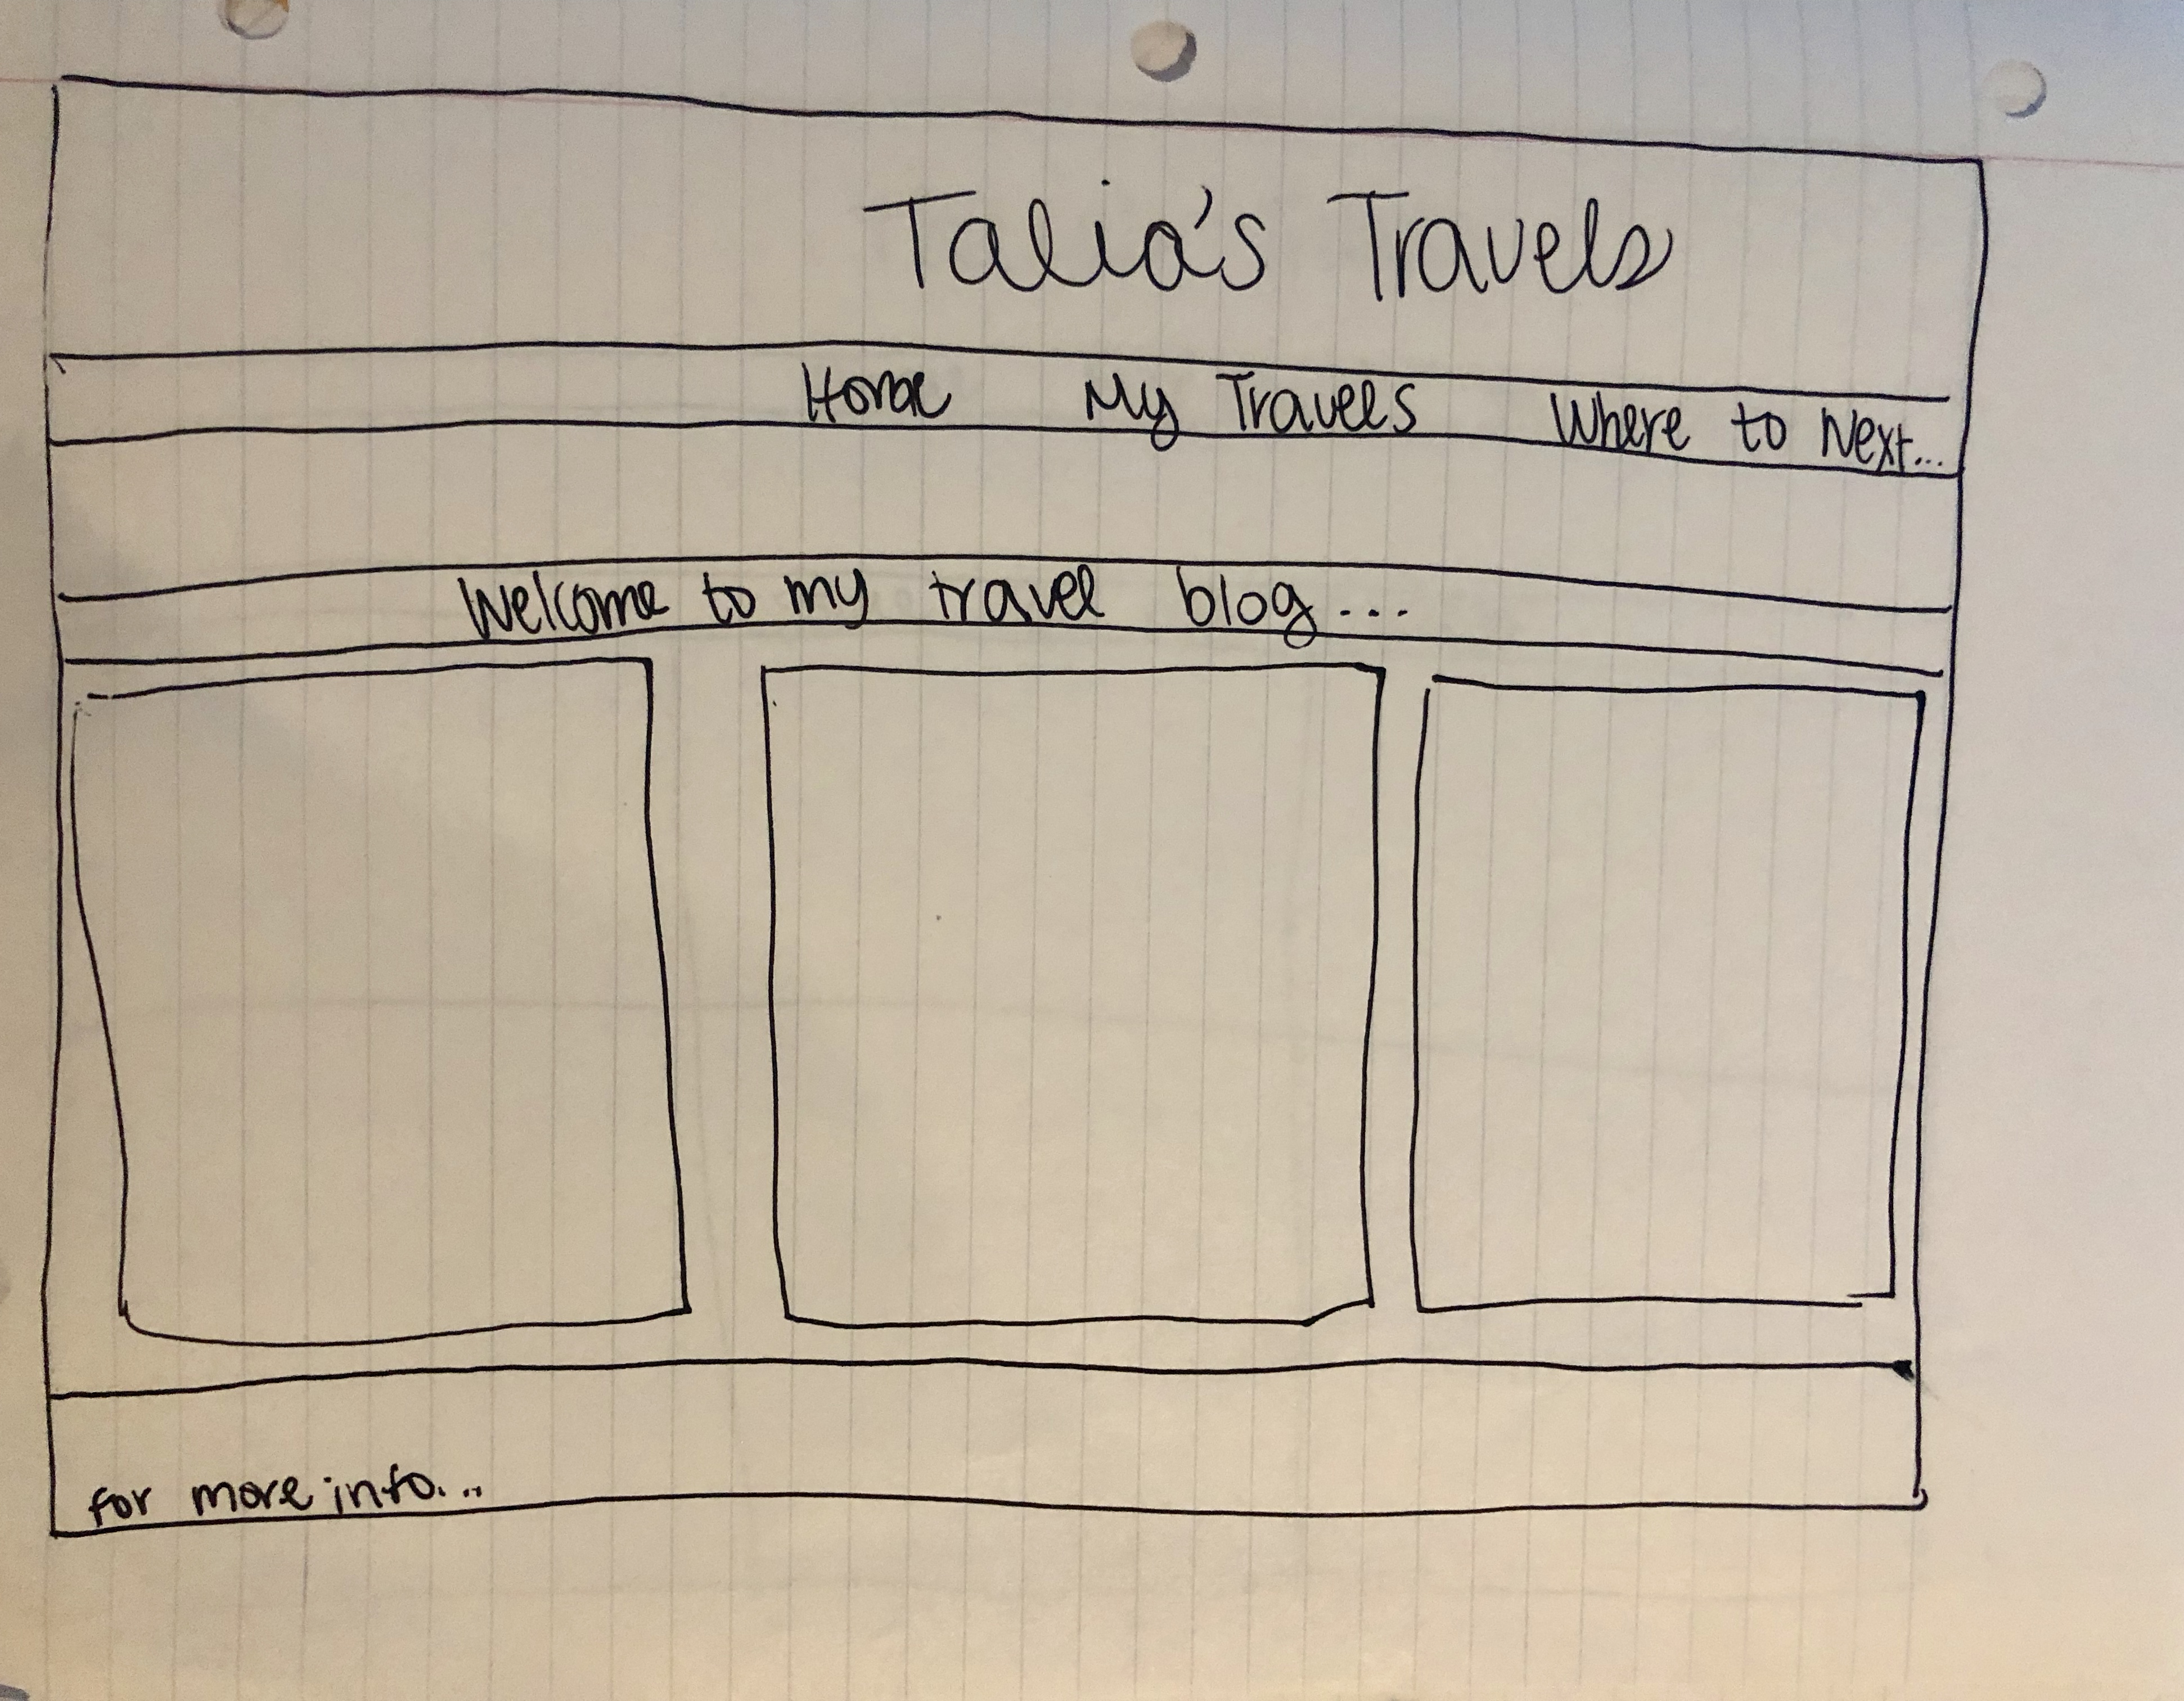 Talia's Travels
Home My Travels Where to Next...
Welcome to my travel blog...
for more info...